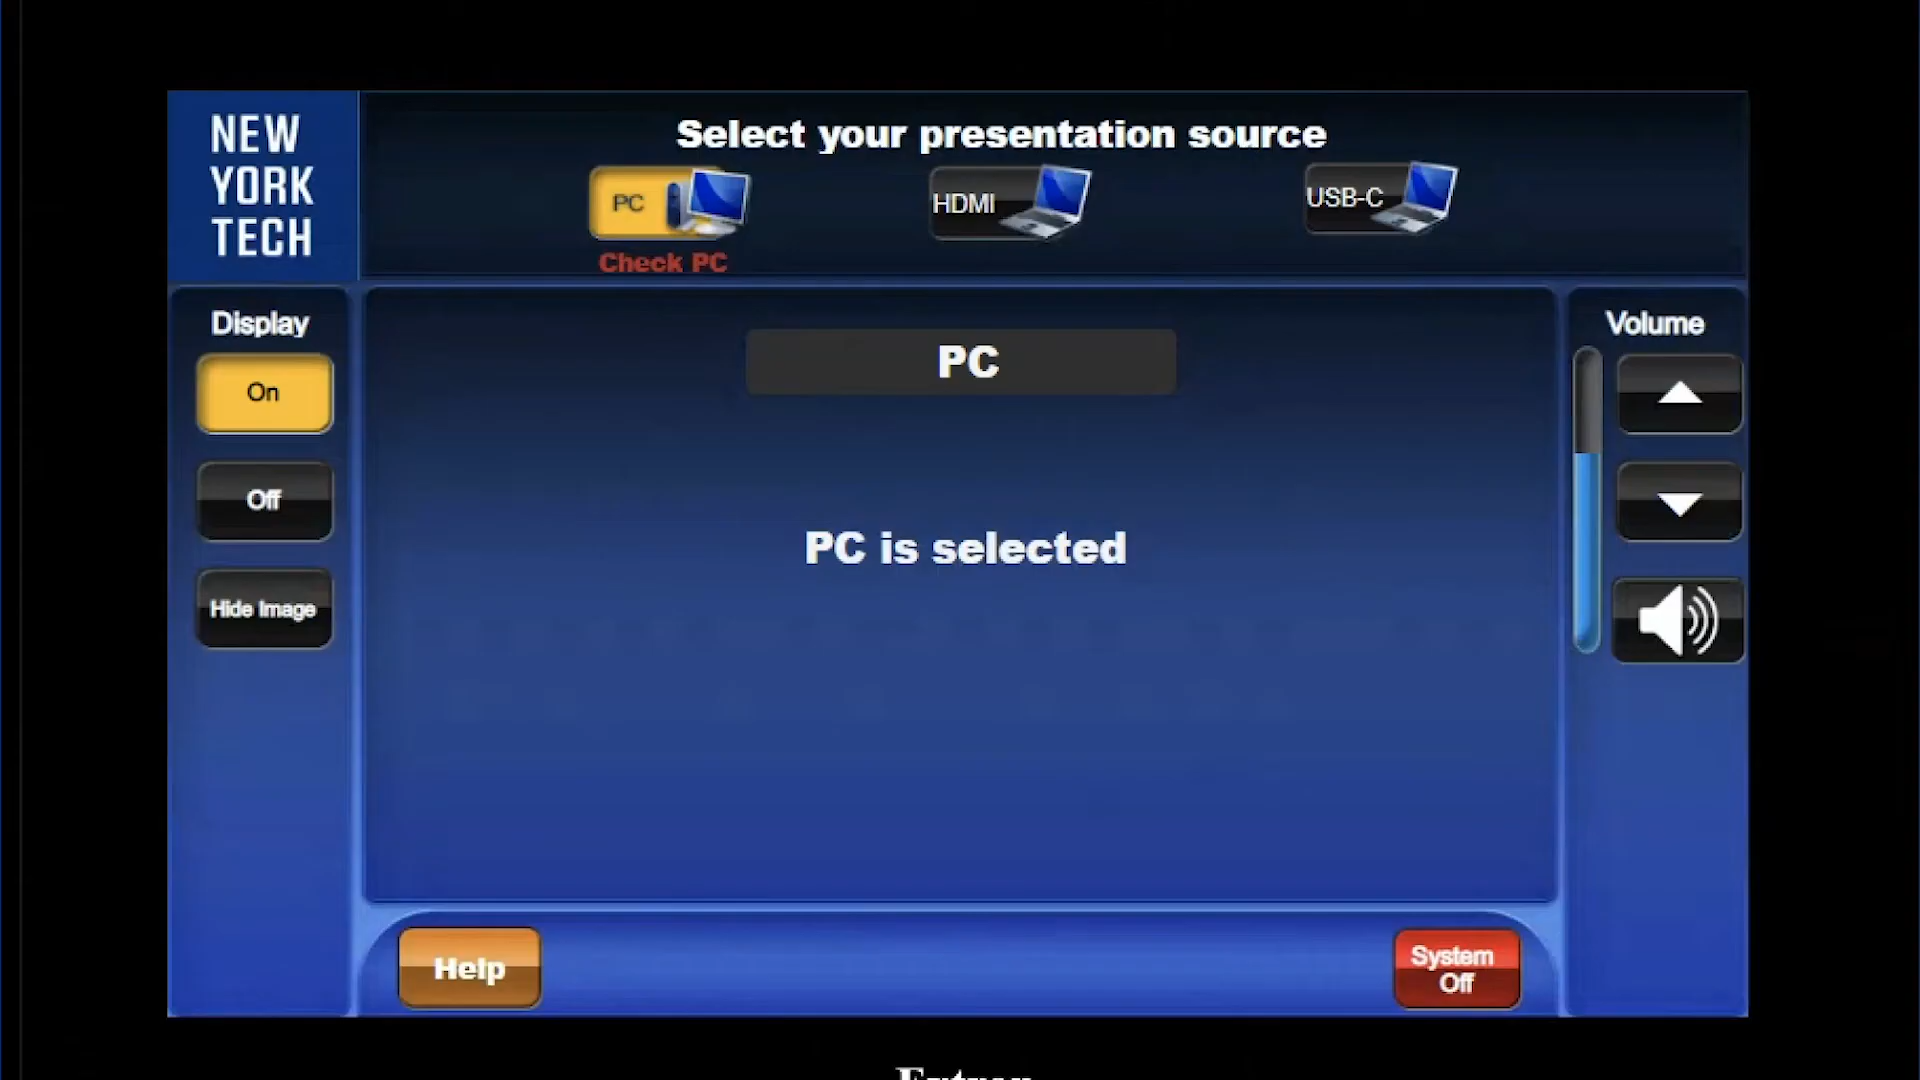 NEW
YORK
TECH
Select your presentation source
PC
HDMI
USB-C
Check PC
Display
On
Off
Hide Image
PC
PC is selected
Volume
Help
System
Off